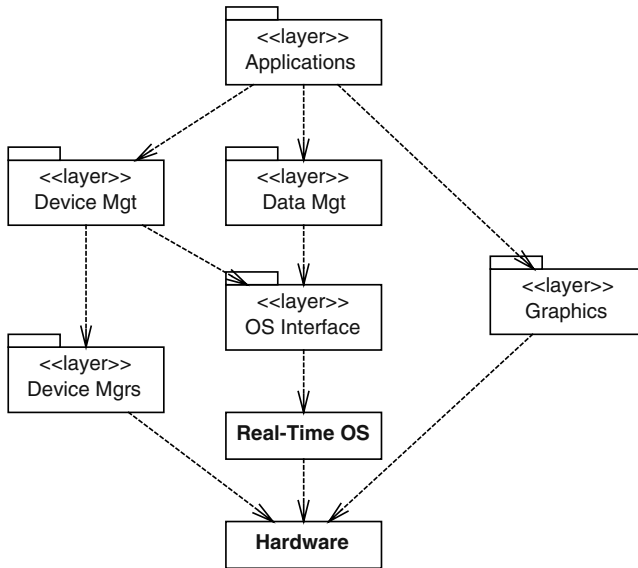 <<layer>>
Applications
<<layer>>
Device Mgt
<<layer>>
Data Mgt
<<layer>>
OS Interface
<<layer>>
Graphics
<<layer>>
Device Mgrs
Real-Time OS
Hardware